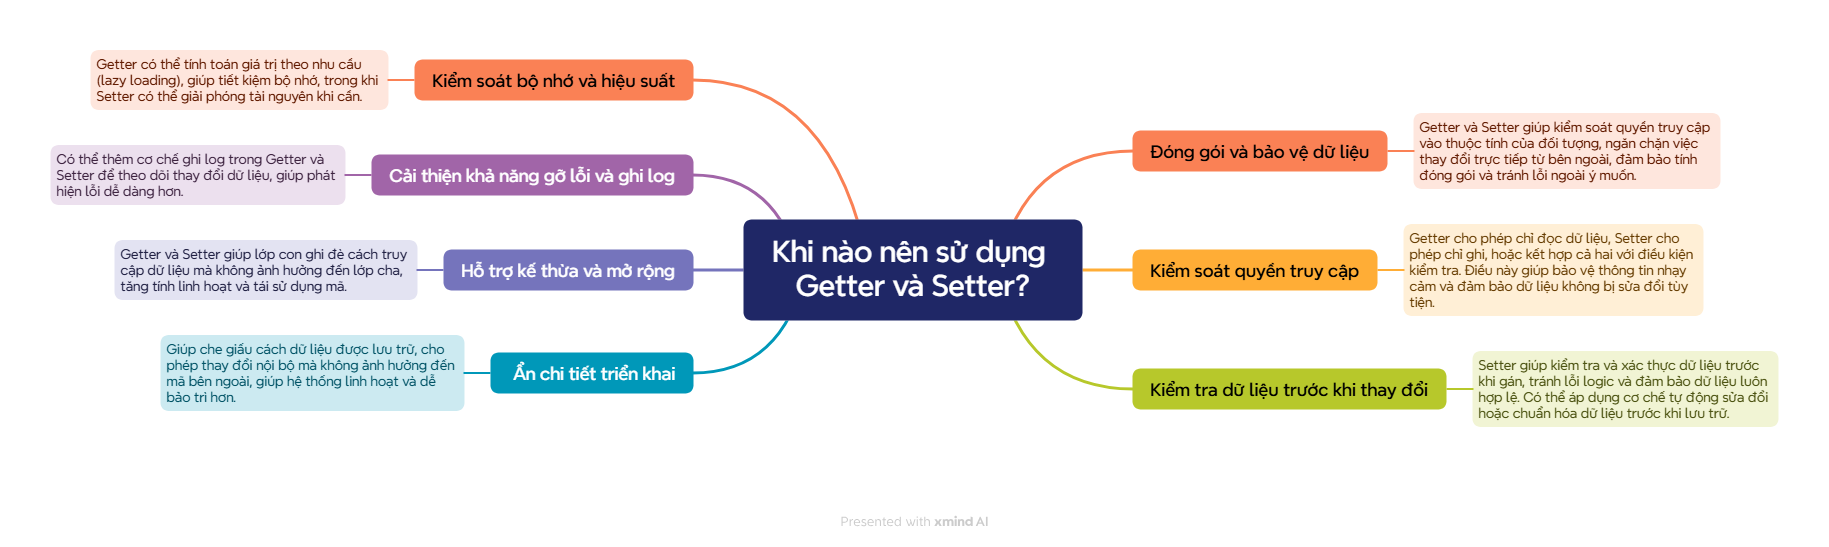 Khi nào nên sử dụng
Getter và Setter?
Đóng gói và bảo vệ dữ liệu
Getter và Setter giúp kiểm soát quyền truy cập
vào thuộc tính của đối tượng, ngăn chặn việc
thay đổi trực tiếp từ bên ngoài, đảm bảo tính
đóng gói và tránh lỗi ngoài ý muốn.
Kiểm soát quyền truy cập
Getter cho phép chỉ đọc dữ liệu, Setter cho
phép chỉ ghi, hoặc kết hợp cả hai với điều kiện
kiểm tra. Điều này giúp bảo vệ thông tin nhạy
cảm và đảm bảo dữ liệu không bị sửa đổi tùy
tiện.
Kiểm tra dữ liệu trước khi thay đổi
Setter giúp kiểm tra và xác thực dữ liệu trước
khi gán, tránh lỗi logic và đảm bảo dữ liệu luôn
hợp lệ. Có thể áp dụng cơ chế tự động sửa đổi
hoặc chuẩn hóa dữ liệu trước khi lưu trữ.
Kiểm soát bộ nhớ và hiệu suất
Getter có thể tính toán giá trị theo nhu cầu
(lazy loading), giúp tiết kiệm bộ nhớ, trong khi
Setter có thể giải phóng tài nguyên khi cần.
Cải thiện khả năng gỡ lỗi và ghi log
Có thể thêm cơ chế ghi log trong Getter và
Setter để theo dõi thay đổi dữ liệu, giúp phát
hiện lỗi dễ dàng hơn.
Hỗ trợ kế thừa và mở rộng
Getter và Setter giúp lớp con ghi đè cách truy
cập dữ liệu mà không ảnh hưởng đến lớp cha,
tăng tính linh hoạt và tái sử dụng mã.
Ẩn chi tiết triển khai
Giúp che giấu cách dữ liệu được lưu trữ, cho
phép thay đổi nội bộ mà không ảnh hưởng đến
mã bên ngoài, giúp hệ thống linh hoạt và dễ
bảo trì hơn.
Presented with xmind AI